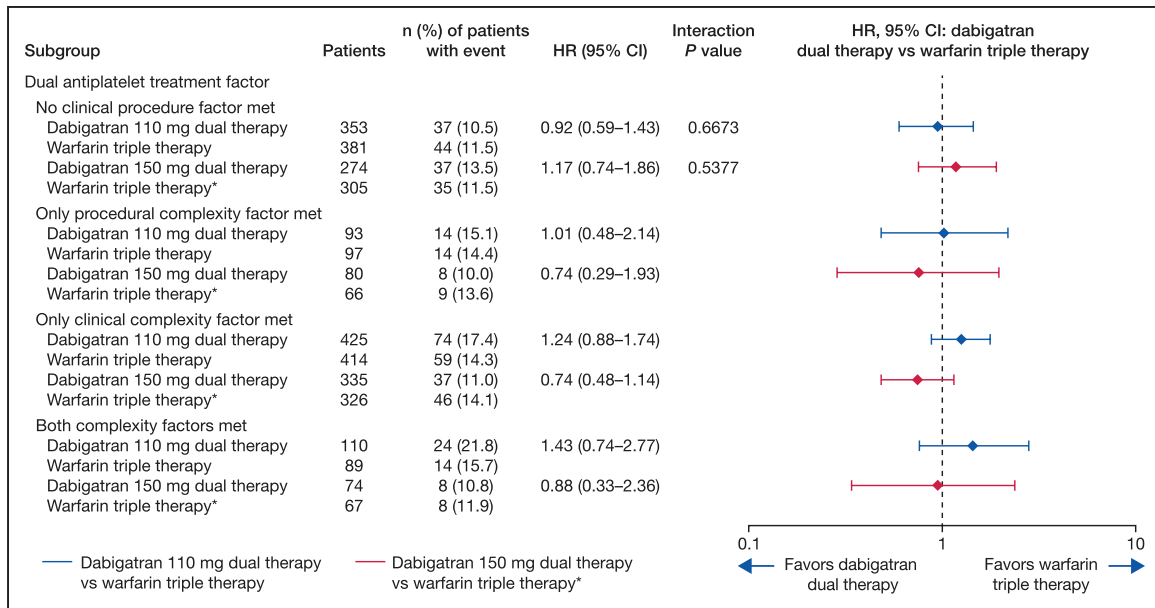 Subgroup Patients n (%) of patients with event HR (95% CI) Interaction P value HR, 95% CI: dabigatran dual therapy vs warfarin triple therapy
Dual antiplatelet treatment factor
No clinical procedure factor met
Dabigatran 110 mg dual therapy 353 37 (10.5) 0.92 (0.59–1.43) 0.6673
Warfarin triple therapy 381 44 (11.5)
Dabigatran 150 mg dual therapy 274 37 (13.5) 1.17 (0.74–1.86) 0.5377
Warfarin triple therapy* 305 35 (11.5)
Only procedural complexity factor met
Dabigatran 110 mg dual therapy 93 14 (15.1) 1.01 (0.48–2.14)
Warfarin triple therapy 97 14 (14.4)
Dabigatran 150 mg dual therapy 80 8 (10.0) 0.74 (0.29–1.93)
Warfarin triple therapy* 66 9 (13.6)
Only clinical complexity factor met
Dabigatran 110 mg dual therapy 425 74 (17.4) 1.24 (0.88–1.74)
Warfarin triple therapy 414 59 (14.3)
Dabigatran 150 mg dual therapy 335 37 (11.0) 0.74 (0.48–1.14)
Warfarin triple therapy* 326 46 (14.1)
Both complexity factors met
Dabigatran 110 mg dual therapy 110 24 (21.8) 1.43 (0.74–2.77)
Warfarin triple therapy 89 14 (15.7)
Dabigatran 150 mg dual therapy 74 8 (10.8) 0.88 (0.33–2.36)
Warfarin triple therapy* 67 8 (11.9)
0.1 1 10
Favors dabigatran dual therapy
Favors warfarin triple therapy
Dabigatran 110 mg dual therapy
vs warfarin triple therapy
Dabigatran 150 mg dual therapy
vs warfarin triple therapy*